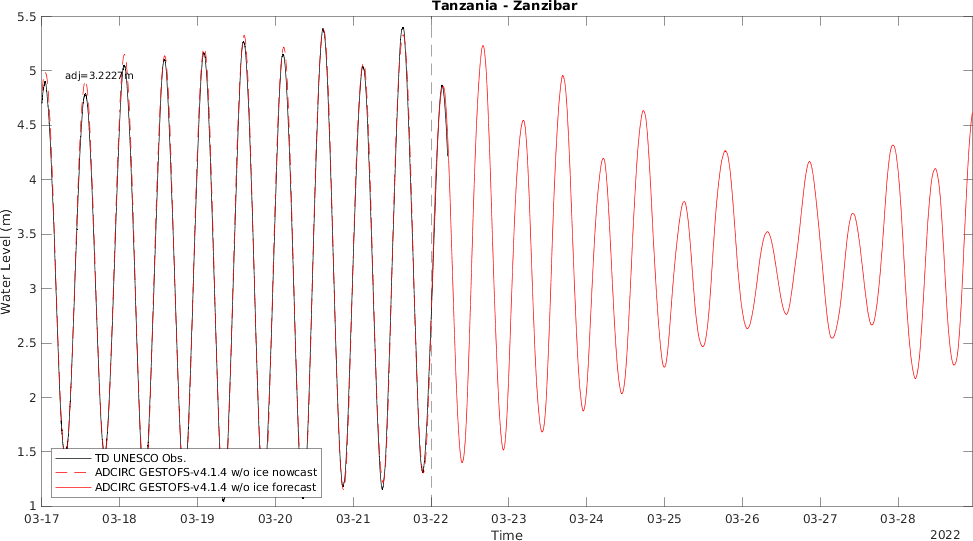 Tanzania - Zanzibar
5.5
5
4.5
4
3.5
3
2.5
2
1.5
1
Water Level (m)
adj=3.2227m
TD UNESCO Obs.
ADCIRC GESTOFS-v4.1.4 w/o ice nowcast
ADCIRC GESTOFS-v4.1.4 w/o ice forecast
03-17 03-18 03-19 03-20 03-21 03-22 03-23 03-24 03-25 03-26 03-27 03-28
Time
2022